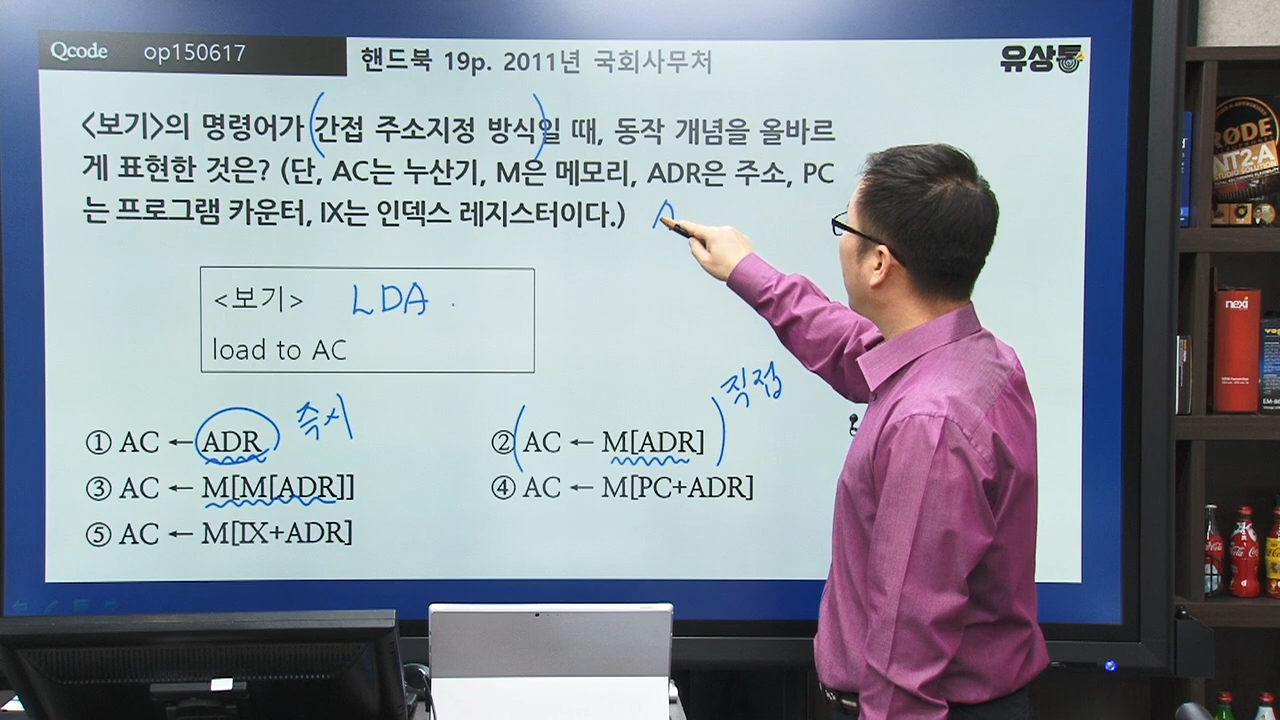 Qcode op150617 핸드북 19p. 2011년 국회사무처 유상통
<보기>의 명령어가 간접 주소지정 방식일 때, 동작 개념을 올바르
게 표현한 것은? (단, AC는 누산기, M은 메모리, ADR은 주소, PC
는 프로그램 카운터, IX는 인덱스 레지스터이다.)
<보기> LDA
load to AC
직접
① AC ← ADR 즉시 ② AC ← M[ADR]
③ AC ← M[M[ADR]] ④ AC ← M[PC+ADR]
⑤ AC ← M[IX+ADR]
RØDE
NT2-A
nexi